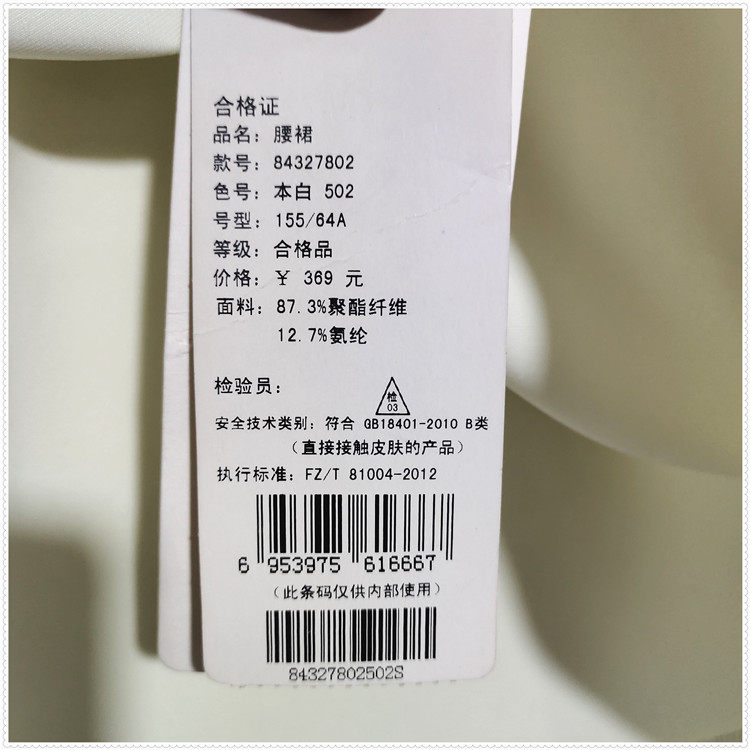 合格证
品名: 腰裙
款号: 84327802
色号: 本白 502
号型: 155/64A
等级: 合格品
价格: ￥ 369 元
面料: 87.3%聚酯纤维
12.7%氨纶
检验员:
检
03
安全技术类别: 符合 GB18401-2010 B类
(直接接触皮肤的产品)
执行标准: FZ/T 81004-2012
6 953975 616667
(此条码仅供内部使用)
84327802502S